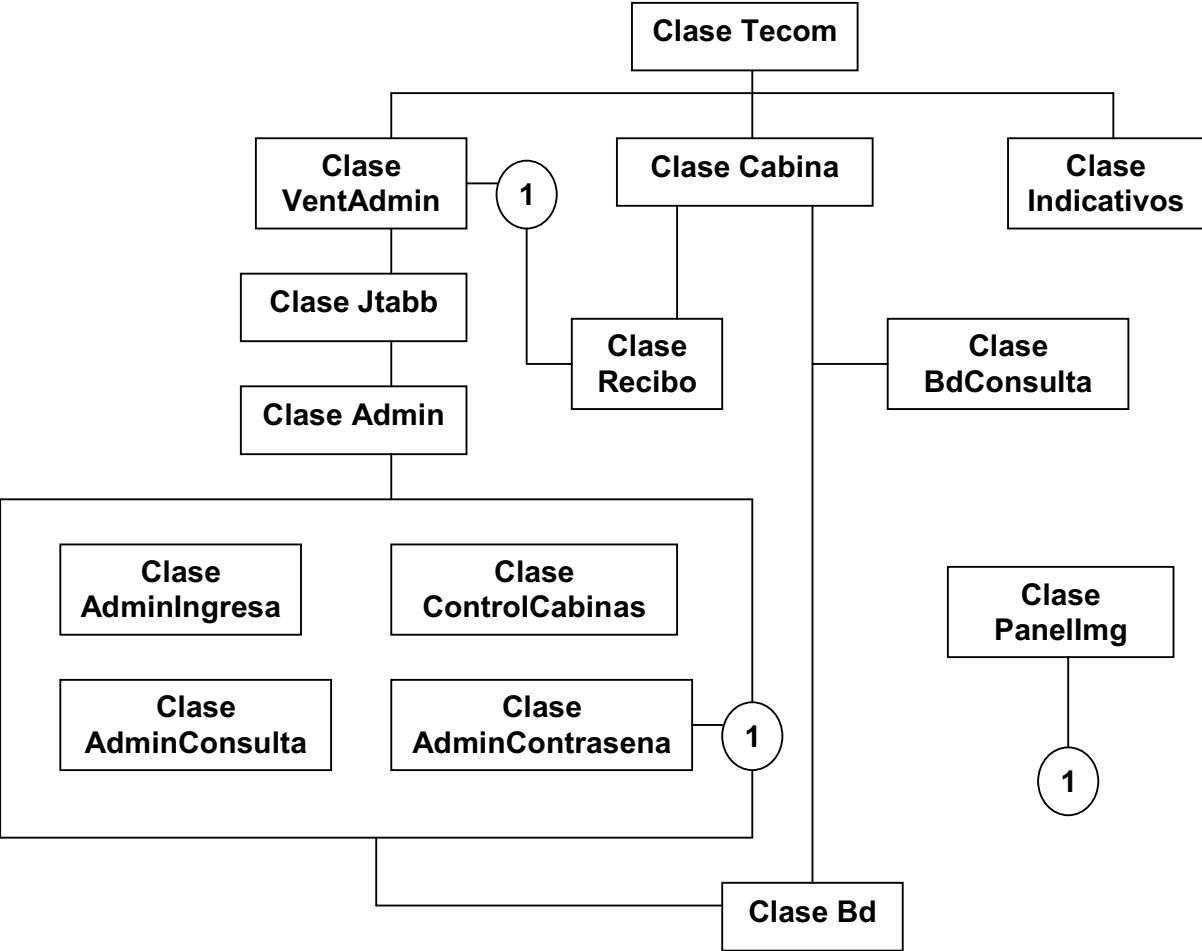 Clase Tecom
Clase
VentAdmin
1
Clase Cabina
Clase
Indicativos
Clase Jtabb
Clase
Recibo
Clase
BdConsulta
Clase Admin
Clase
AdminIngresa
Clase
ControlCabinas
Clase
PanelImg
Clase
AdminConsulta
Clase
AdminContrasena
1
1
Clase Bd